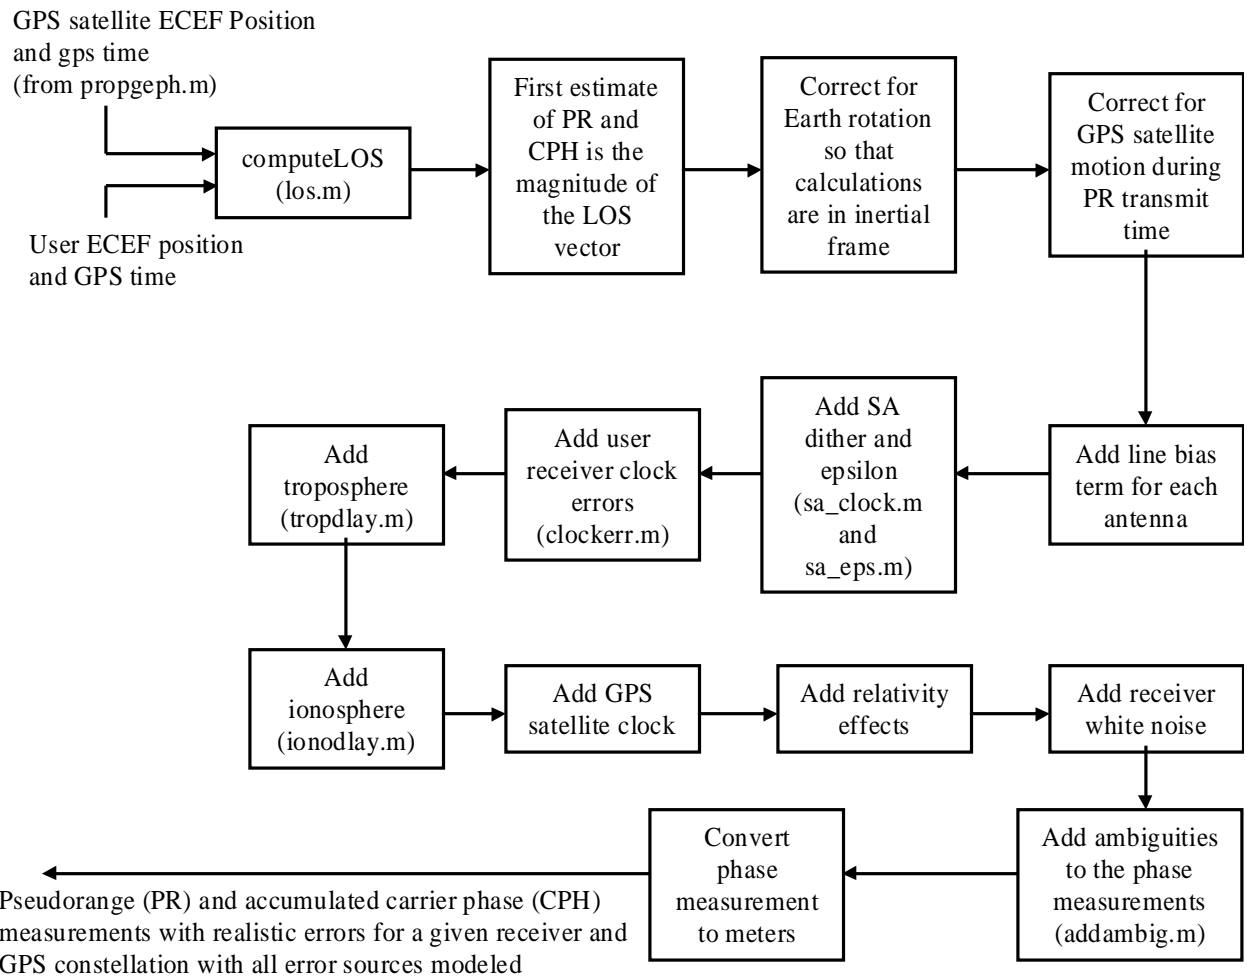 GPS satellite ECEF Position
and gps time
(from propgeph.m)
User ECEF position
and GPS time
computeLOS
(los.m)
First estimate
of PR and
CPH is the
magnitude of
the LOS
vector
Correct for
Earth rotation
so that
calculations
are in inertial
frame
Correct for
GPS satellite
motion during
PR transmit
time
Add line bias
term for each
antenna
Add SA
dither and
epsilon
(sa_clock.m
and
sa_eps.m)
Add user
receiver clock
errors
(clockerr.m)
Add
troposphere
(tropdlay.m)
Add
ionosphere
(ionodlay.m)
Add GPS
satellite clock
Add relativity
effects
Add receiver
white noise
Add ambiguities
to the phase
measurements
(addambig.m)
Convert
phase
measurement
to meters
Pseudorange (PR) and accumulated carrier phase (CPH)
measurements with realistic errors for a given receiver and
GPS constellation with all error sources modeled